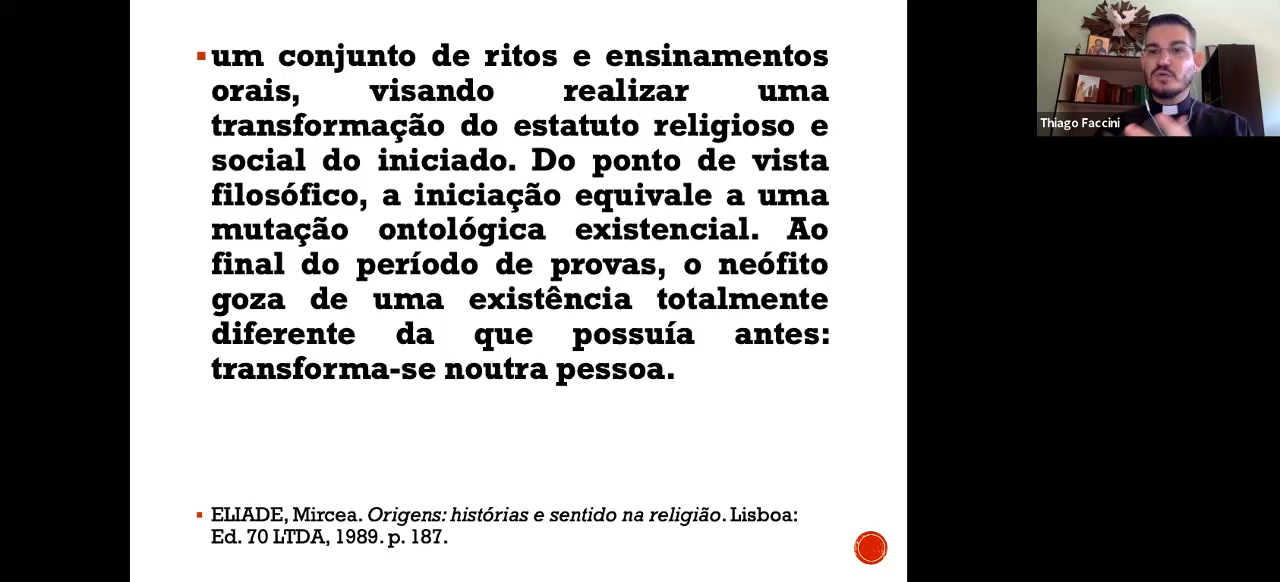 um conjunto de ritos e ensinamentos
orais, visando realizar uma
transformação do estatuto religioso e
social do iniciado. Do ponto de vista
filosófico, a iniciação equivale a uma
mutação ontológica existencial. Ao
final do período de provas, o neófito
goza de uma existência totalmente
diferente da que possuía antes:
transforma-se noutra pessoa.
ELIADE, Mircea. Origens: histórias e sentido na religião. Lisboa:
Ed. 70 LTDA, 1989. p. 187.
Thiago Faccini